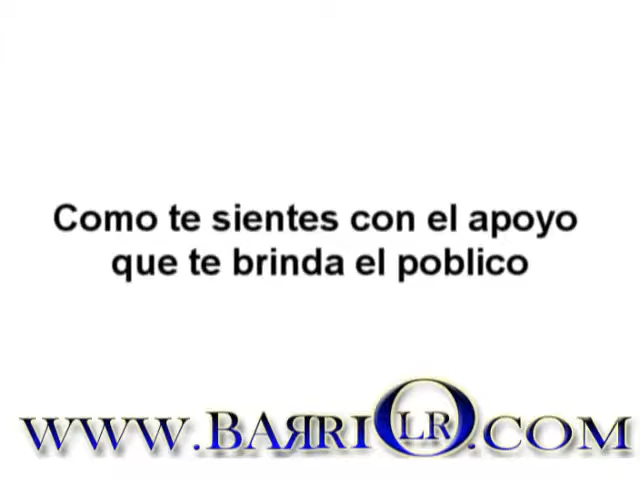 Como te sientes con el apoyo
que te brinda el poblico
WWW.BARRIOLR.COM